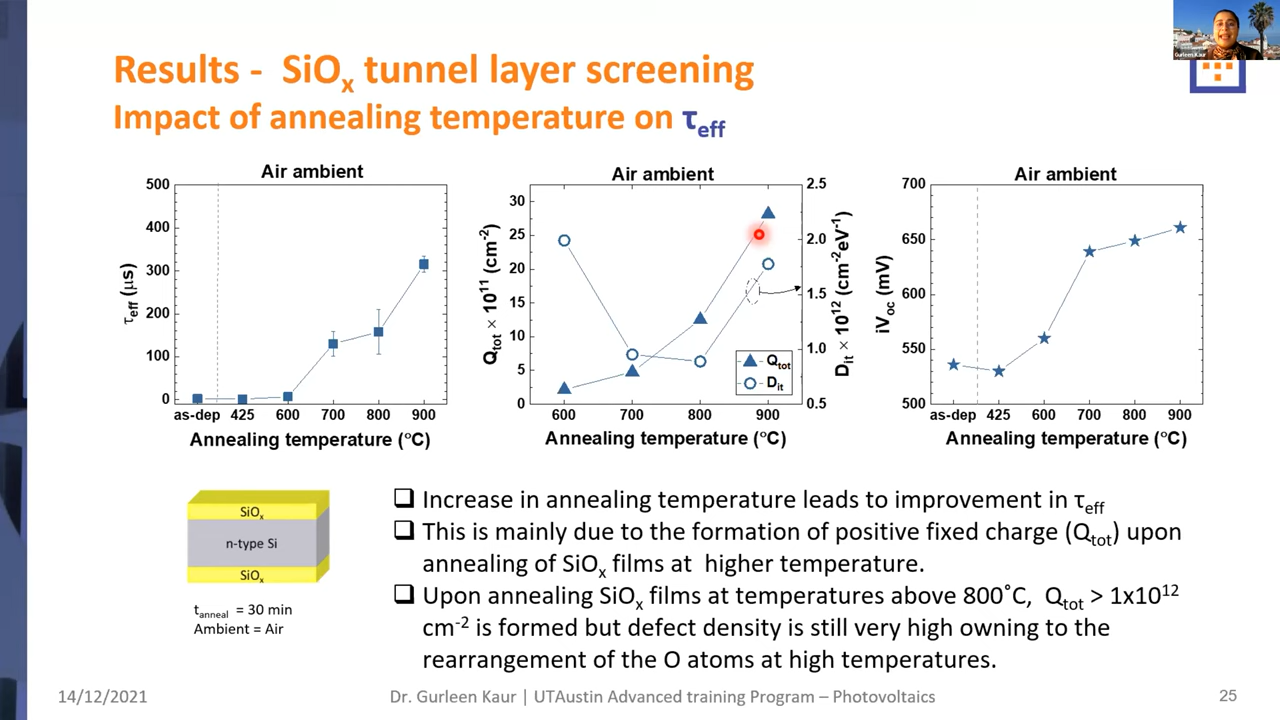 Gurleen Kaur
Results - SiOx tunnel layer screening
Impact of annealing temperature on τeff
Air ambient
500
400
300
200
100
0
τeff (μs)
as-dep 425 600 700 800 900
Annealing temperature (°C)
Air ambient
30
25
20
15
10
5
0
Qtot × 10¹¹ (cm⁻²)
2.5
2.0
1.5
1.0
0.5
Dit × 10¹² (cm⁻²eV⁻¹)
Qtot
Dit
600 700 800 900
Annealing temperature (°C)
Air ambient
700
650
600
550
500
iVoc (mV)
as-dep 425 600 700 800 900
Annealing temperature (°C)
SiOx
n-type Si
SiOx
tanneal = 30 min
Ambient = Air
❑ Increase in annealing temperature leads to improvement in τeff
❑ This is mainly due to the formation of positive fixed charge (Qtot) upon
annealing of SiOx films at higher temperature.
❑ Upon annealing SiOx films at temperatures above 800˚C, Qtot > 1x10¹²
cm⁻² is formed but defect density is still very high owning to the
rearrangement of the O atoms at high temperatures.
14/12/2021
Dr. Gurleen Kaur | UTAustin Advanced training Program – Photovoltaics
25